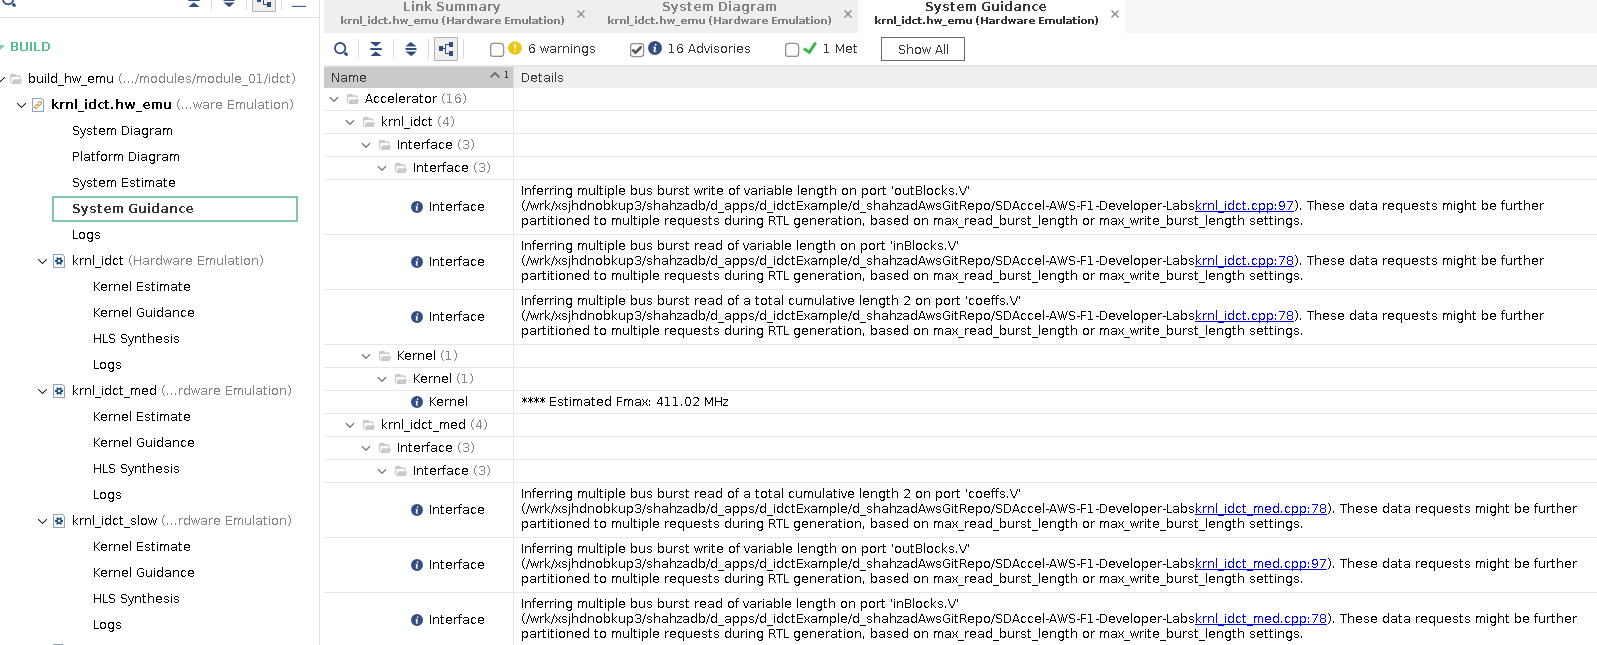 BUILD
build_hw_emu (.../modules/module_01/idct)
krnl_idct.hw_emu (...ware Emulation)
System Diagram
Platform Diagram
System Estimate
System Guidance
Logs
krnl_idct (Hardware Emulation)
Kernel Estimate
Kernel Guidance
HLS Synthesis
Logs
krnl_idct_med (...rdware Emulation)
Kernel Estimate
Kernel Guidance
HLS Synthesis
Logs
krnl_idct_slow (...rdware Emulation)
Kernel Estimate
Kernel Guidance
HLS Synthesis
Logs
Link Summary
krnl_idct.hw_emu (Hardware Emulation)
System Diagram
krnl_idct.hw_emu (Hardware Emulation)
System Guidance
krnl_idct.hw_emu (Hardware Emulation)
6 warnings 16 Advisories 1 Met Show All
Name 1 Details
Accelerator (16)
krnl_idct (4)
Interface (3)
Interface (3)
Interface
Inferring multiple bus burst write of variable length on port 'outBlocks.V'
(/wrk/xsjhdnobkup3/shahzadb/d_apps/d_idctExample/d_shahzadAwsGitRepo/SDAccel-AWS-F1-Developer-Labskrnl_idct.cpp:97). These data requests might be further
partitioned to multiple requests during RTL generation, based on max_read_burst_length or max_write_burst_length settings.
Interface
Inferring multiple bus burst read of variable length on port 'inBlocks.V'
(/wrk/xsjhdnobkup3/shahzadb/d_apps/d_idctExample/d_shahzadAwsGitRepo/SDAccel-AWS-F1-Developer-Labskrnl_idct.cpp:78). These data requests might be further
partitioned to multiple requests during RTL generation, based on max_read_burst_length or max_write_burst_length settings.
Interface
Inferring multiple bus burst read of a total cumulative length 2 on port 'coeffs.V'
(/wrk/xsjhdnobkup3/shahzadb/d_apps/d_idctExample/d_shahzadAwsGitRepo/SDAccel-AWS-F1-Developer-Labskrnl_idct.cpp:78). These data requests might be further
partitioned to multiple requests during RTL generation, based on max_read_burst_length or max_write_burst_length settings.
Kernel (1)
Kernel (1)
Kernel **** Estimated Fmax: 411.02 MHz
krnl_idct_med (4)
Interface (3)
Interface (3)
Interface
Inferring multiple bus burst read of a total cumulative length 2 on port 'coeffs.V'
(/wrk/xsjhdnobkup3/shahzadb/d_apps/d_idctExample/d_shahzadAwsGitRepo/SDAccel-AWS-F1-Developer-Labskrnl_idct_med.cpp:78). These data requests might be further
partitioned to multiple requests during RTL generation, based on max_read_burst_length or max_write_burst_length settings.
Interface
Inferring multiple bus burst write of variable length on port 'outBlocks.V'
(/wrk/xsjhdnobkup3/shahzadb/d_apps/d_idctExample/d_shahzadAwsGitRepo/SDAccel-AWS-F1-Developer-Labskrnl_idct_med.cpp:97). These data requests might be further
partitioned to multiple requests during RTL generation, based on max_read_burst_length or max_write_burst_length settings.
Interface
Inferring multiple bus burst read of variable length on port 'inBlocks.V'
(/wrk/xsjhdnobkup3/shahzadb/d_apps/d_idctExample/d_shahzadAwsGitRepo/SDAccel-AWS-F1-Developer-Labskrnl_idct_med.cpp:78). These data requests might be further
partitioned to multiple requests during RTL generation, based on max_read_burst_length or max_write_burst_length settings.